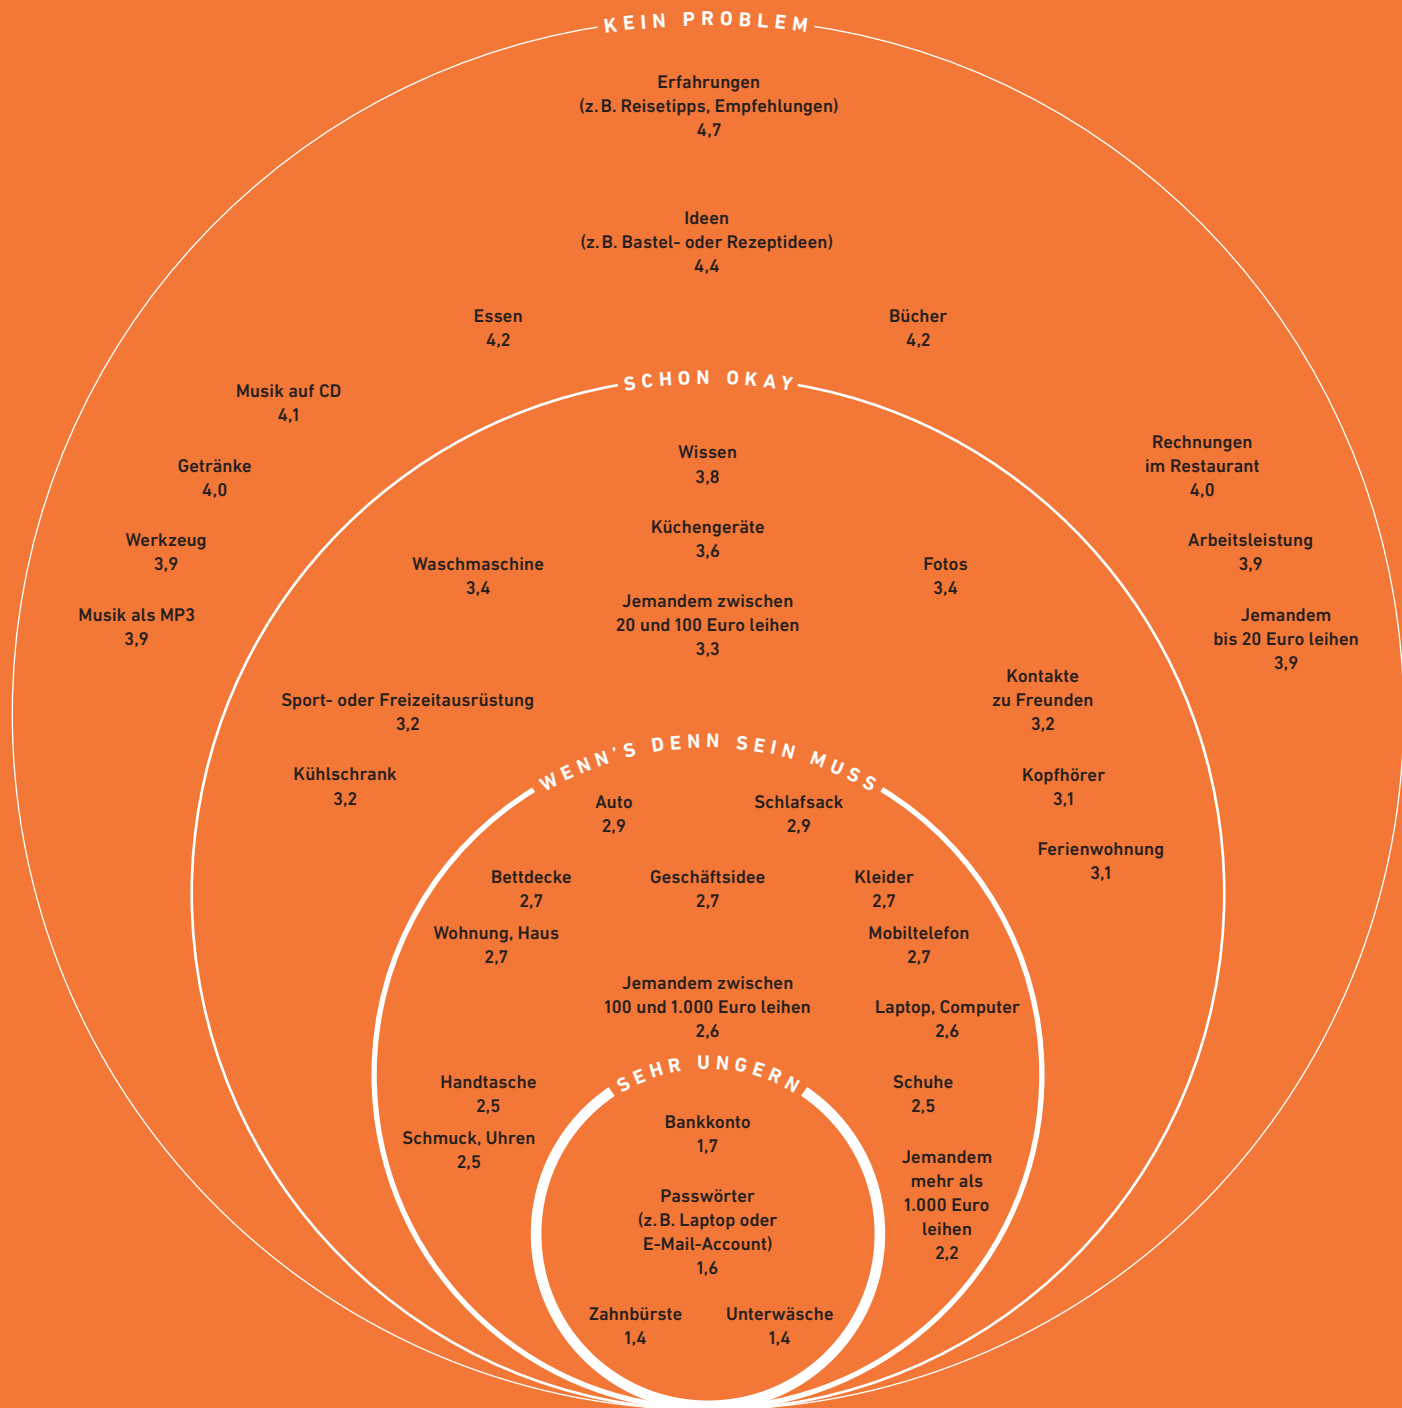 KEIN PROBLEM
Erfahrungen
(z. B. Reisetipps, Empfehlungen)
4,7
Ideen
(z. B. Bastel- oder Rezeptideen)
4,4
Essen
4,2
Bücher
4,2
Musik auf CD
4,1
Getränke
4,0
Werkzeug
3,9
Musik als MP3
3,9
Rechnungen
im Restaurant
4,0
Arbeitsleistung
3,9
Jemandem
bis 20 Euro leihen
3,9
SCHON OKAY
Wissen
3,8
Küchengeräte
3,6
Waschmaschine
3,4
Fotos
3,4
Jemandem zwischen
20 und 100 Euro leihen
3,3
Sport- oder Freizeitausrüstung
3,2
Kontakte
zu Freunden
3,2
Kühlschrank
3,2
Kopfhörer
3,1
Ferienwohnung
3,1
WENN'S DENN SEIN MUSS
Auto
2,9
Schlafsack
2,9
Bettdecke
2,7
Geschäftsidee
2,7
Kleider
2,7
Wohnung, Haus
2,7
Mobiltelefon
2,7
Jemandem zwischen
100 und 1.000 Euro leihen
2,6
Laptop, Computer
2,6
Handtasche
2,5
Schuhe
2,5
Schmuck, Uhren
2,5
Jemandem
mehr als
1.000 Euro
leihen
2,2
SEHR UNGERN
Bankkonto
1,7
Passwörter
(z. B. Laptop oder
E-Mail-Account)
1,6
Zahnbürste
1,4
Unterwäsche
1,4